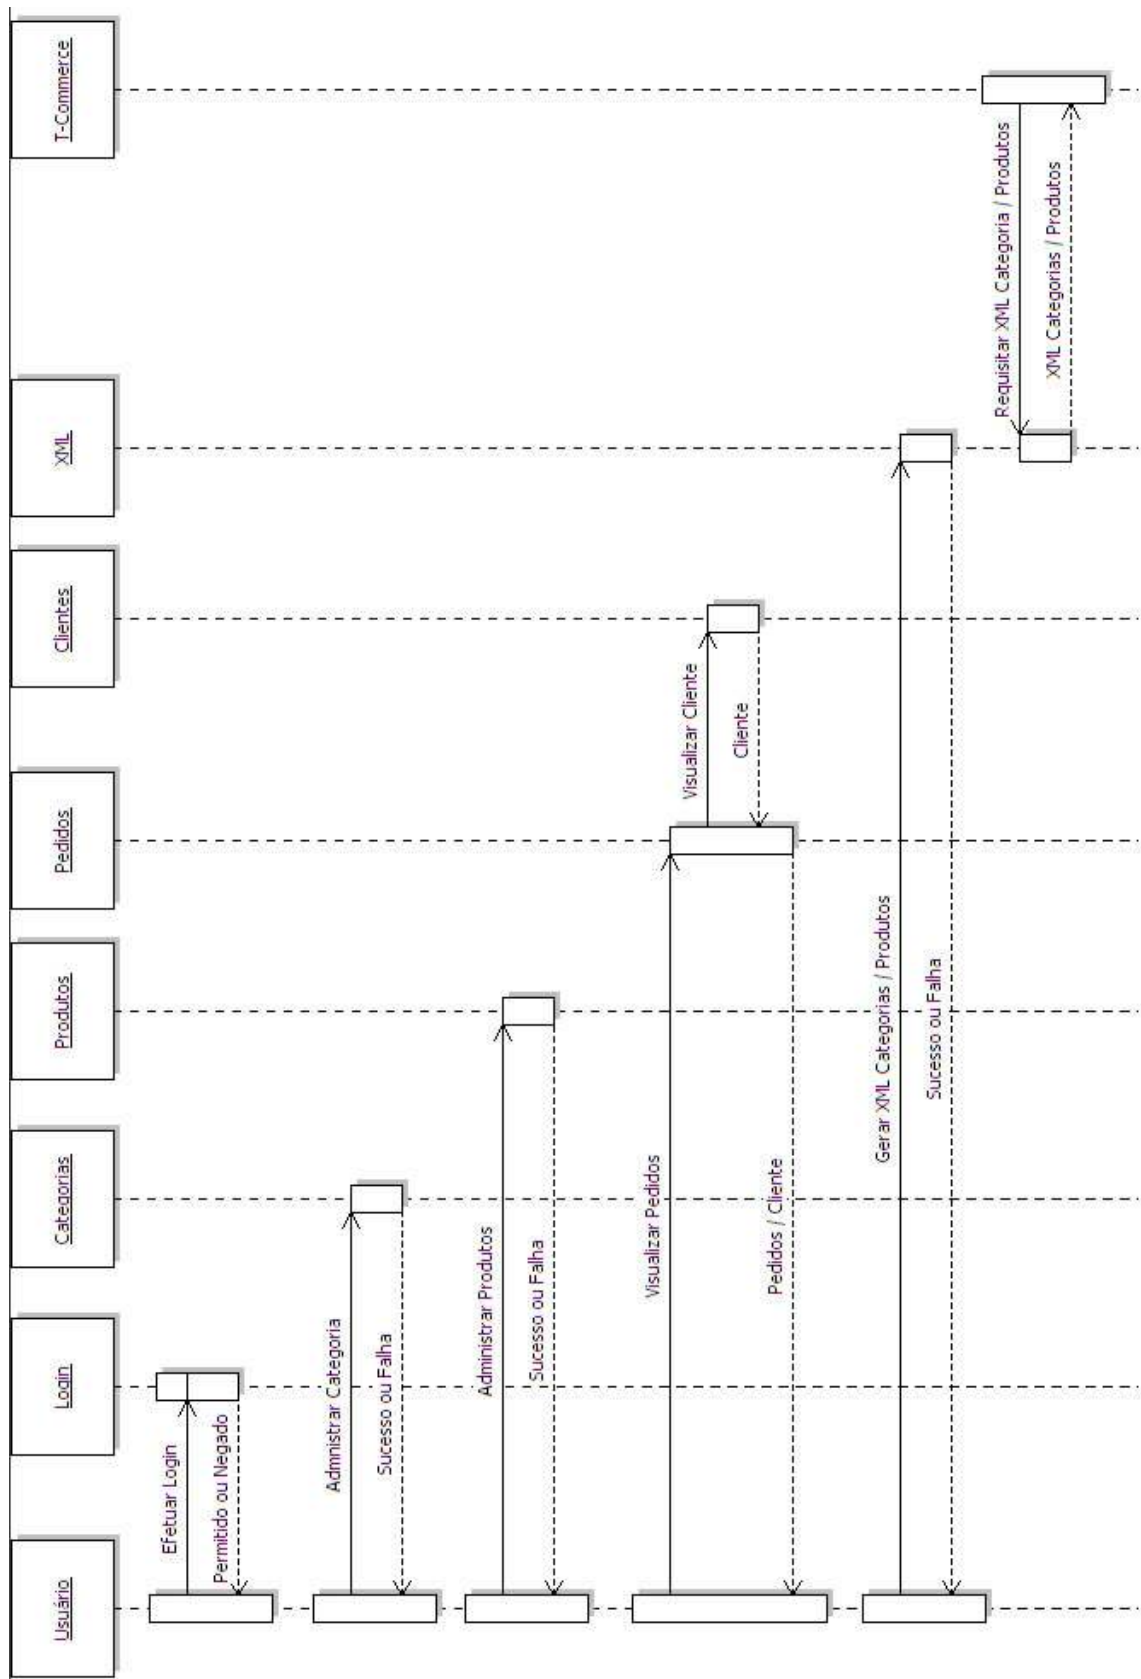 Usuário
Login
Categorias
Produtos
Pedidos
Clientes
XML
T-Commerce
Efetuar Login
Permitido ou Negado
Admnistrar Categoria
Sucesso ou Falha
Administrar Produtos
Sucesso ou Falha
Visualizar Pedidos
Visualizar Cliente
Cliente
Pedidos / Cliente
Gerar XML Categorias / Produtos
Sucesso ou Falha
Requisitar XML Categoria / Produtos
XML Categorias / Produtos